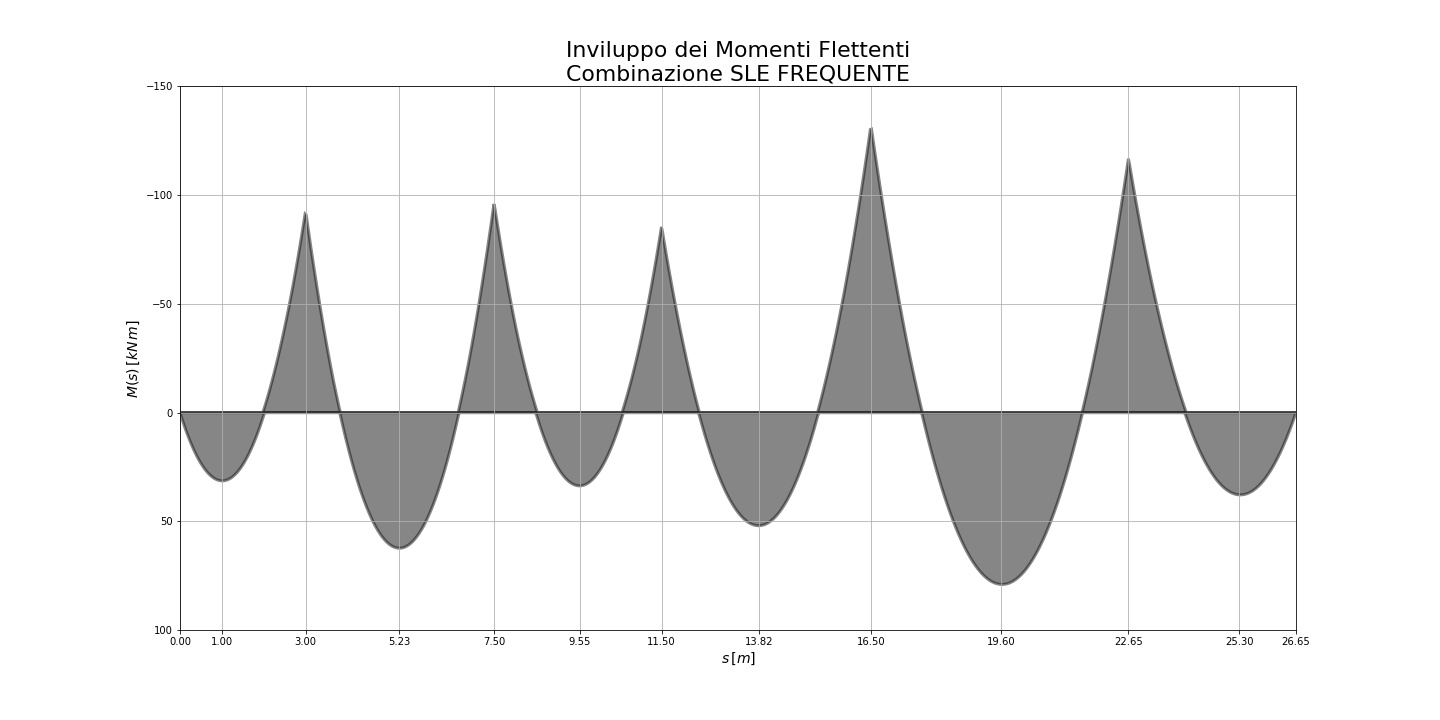 Inviluppo dei Momenti Flettenti
Combinazione SLE FREQUENTE
−150
−100
−50
0
50
100
M(s) [kNm]
0.00 1.00 3.00 5.23 7.50 9.55 11.50 13.82 16.50 19.60 22.65 25.30 26.65
s [m]